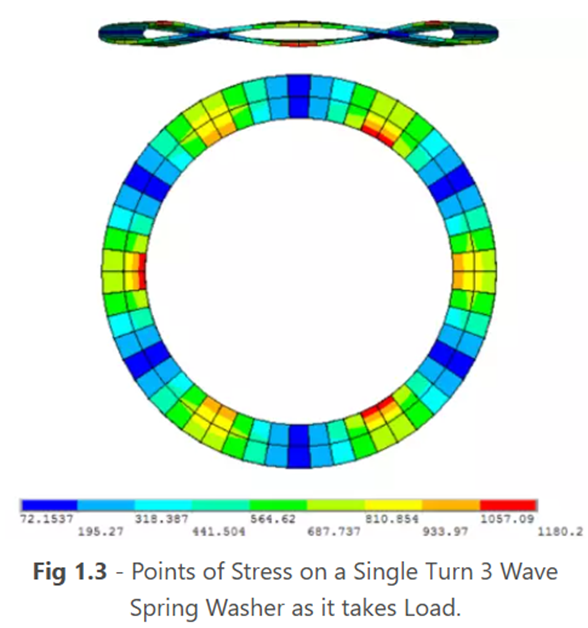 72.1537 318.387 564.62 810.854 1057.09
195.27 441.504 687.737 933.97 1180.2
Fig 1.3 - Points of Stress on a Single Turn 3 Wave
Spring Washer as it takes Load.